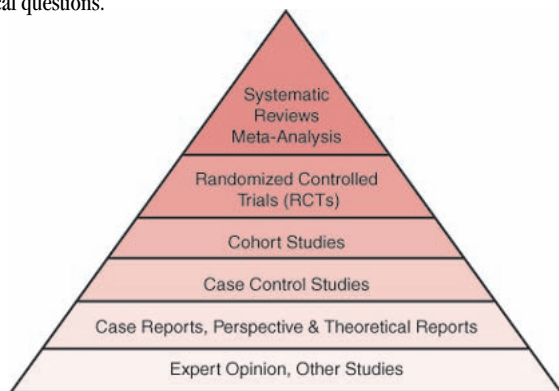 cal questions.
Systematic
Reviews
Meta-Analysis
Randomized Controlled
Trials (RCTs)
Cohort Studies
Case Control Studies
Case Reports, Perspective & Theoretical Reports
Expert Opinion, Other Studies